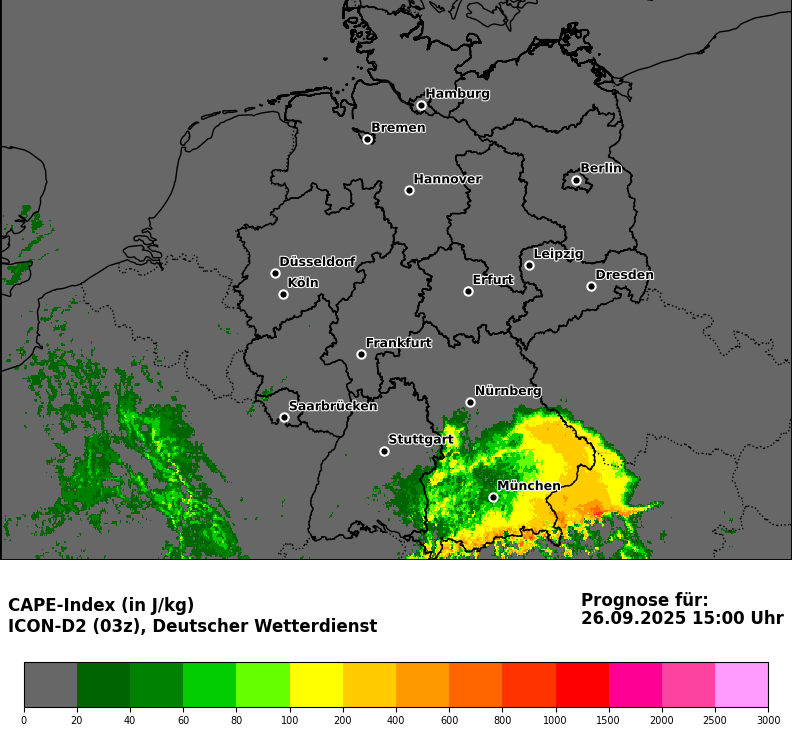 Hamburg
Bremen
Berlin
Hannover
Leipzig
Düsseldorf
Dresden
Köln
Erfurt
Frankfurt
Nürnberg
Saarbrücken
Stuttgart
München
CAPE-Index (in J/kg)
ICON-D2 (03z), Deutscher Wetterdienst
Prognose für:
26.09.2025 15:00 Uhr
0 20 40 60 80 100 200 400 600 800 1000 1500 2000 2500 3000